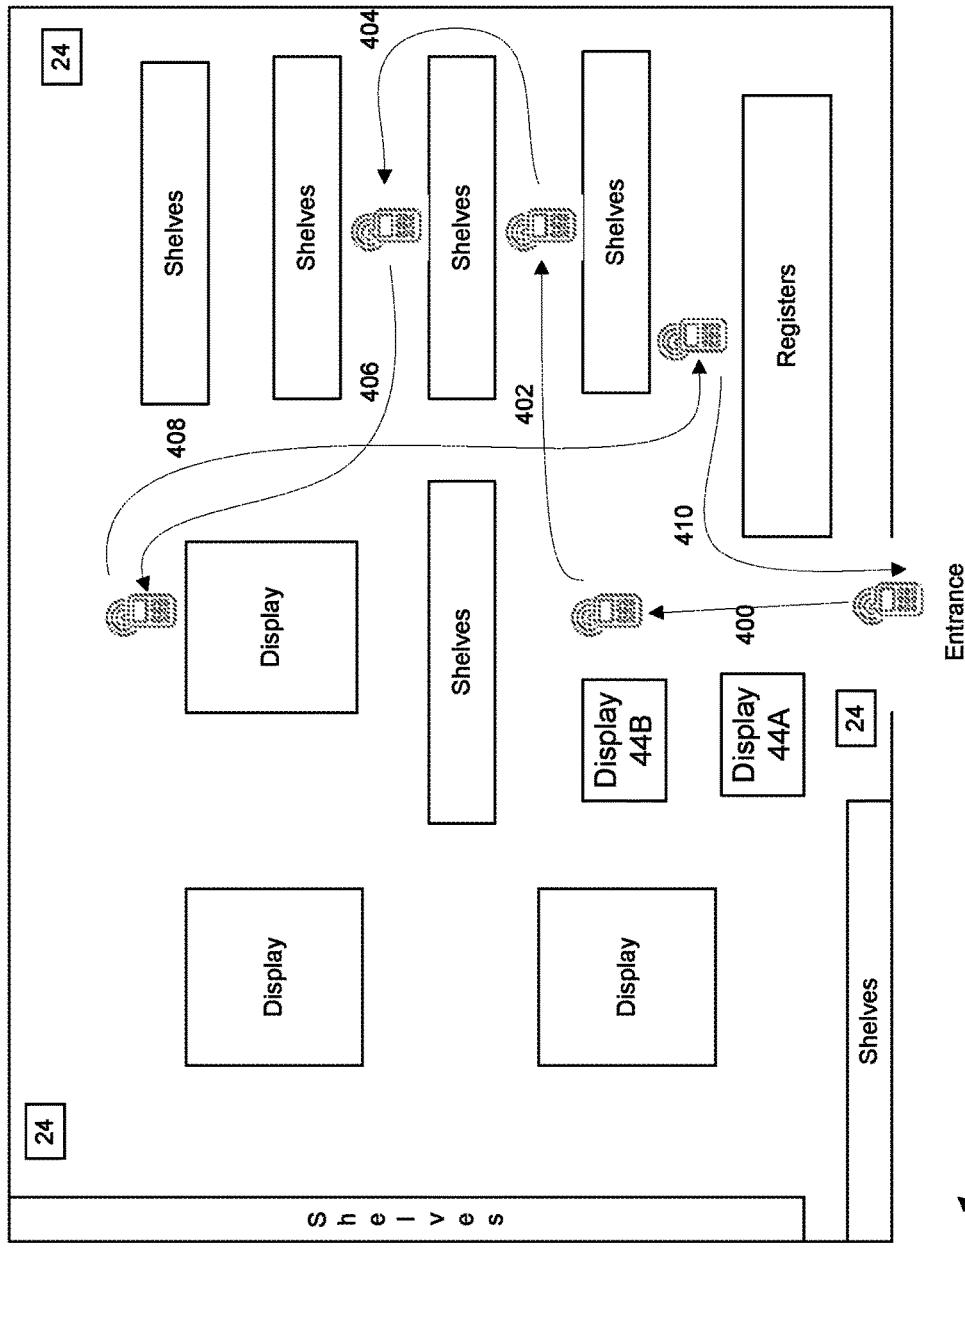 24
24
408
Shelves
Display
Display
Shelves
S
h
e
l
v
e
s
406
404
Shelves
Shelves
402
Display
Display
44B
Shelves
410
Display
44A
400
Registers
24
Shelves
Entrance